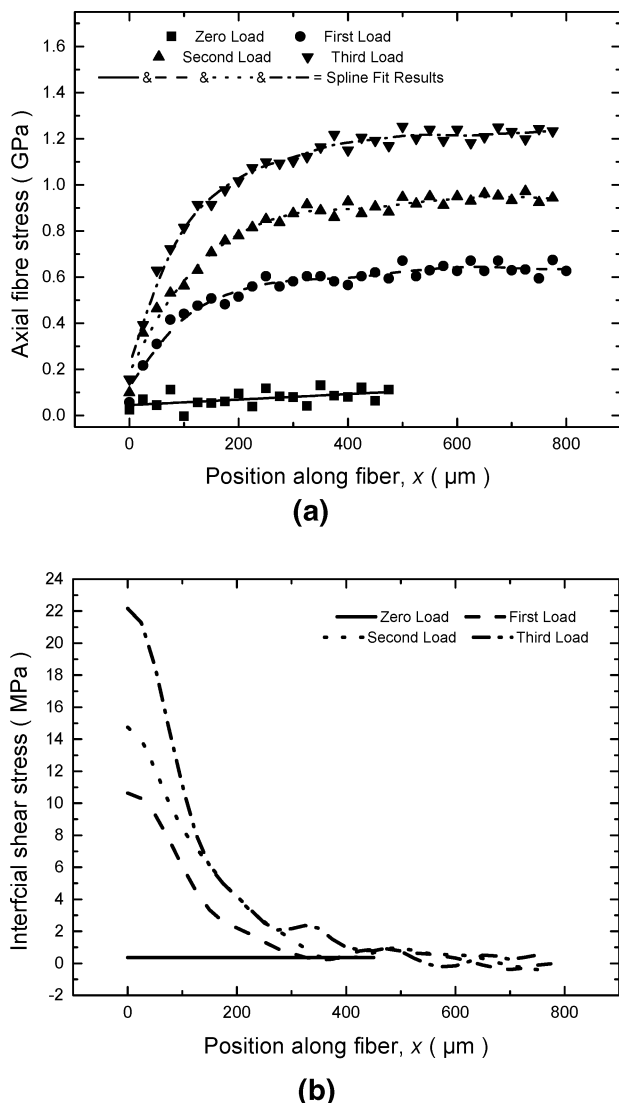 Zero Load First Load
Second Load Third Load
& & & = Spline Fit Results
Axial fibre stress ( GPa )
1.6
1.4
1.2
1.0
0.8
0.6
0.4
0.2
0.0
0 200 400 600 800
Position along fiber, x ( µm )
(a)
Interfcial shear stress ( MPa )
24
22
20
18
16
14
12
10
8
6
4
2
0
-2
Zero Load First Load
Second Load Third Load
0 200 400 600 800
Position along fiber, x ( µm )
(b)